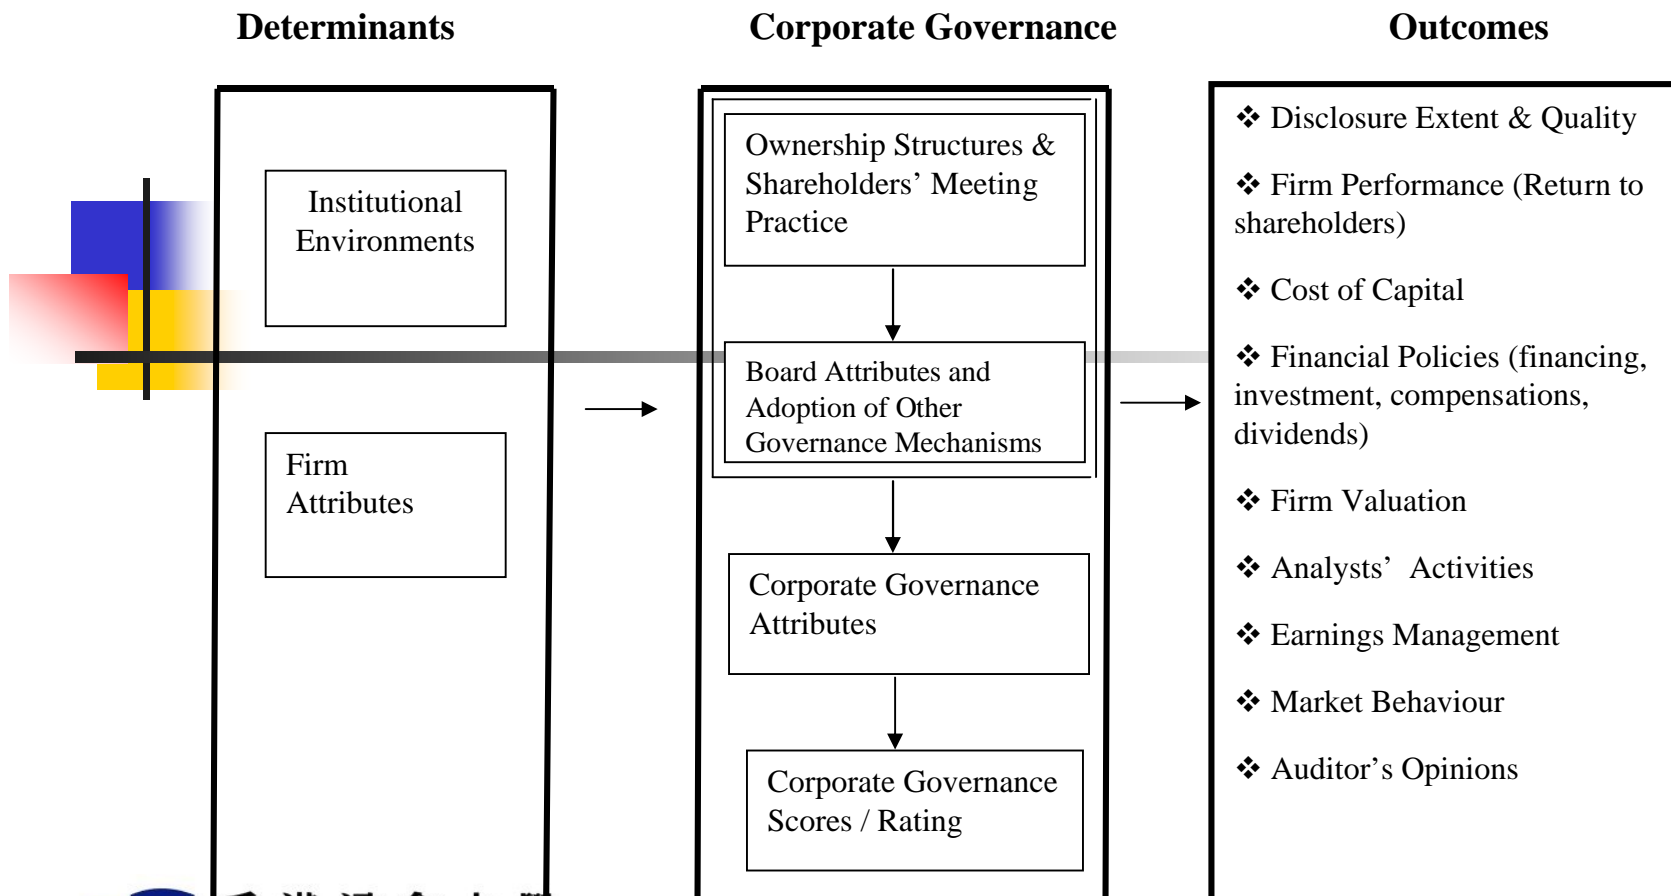 Determinants
Corporate Governance
Outcomes
Institutional
Environments
Firm
Attributes
Ownership Structures &
Shareholders’ Meeting
Practice
Board Attributes and
Adoption of Other
Governance Mechanisms
Corporate Governance
Attributes
Corporate Governance
Scores / Rating
❖ Disclosure Extent & Quality
❖ Firm Performance (Return to
shareholders)
❖ Cost of Capital
❖ Financial Policies (financing,
investment, compensations,
dividends)
❖ Firm Valuation
❖ Analysts’ Activities
❖ Earnings Management
❖ Market Behaviour
❖ Auditor’s Opinions